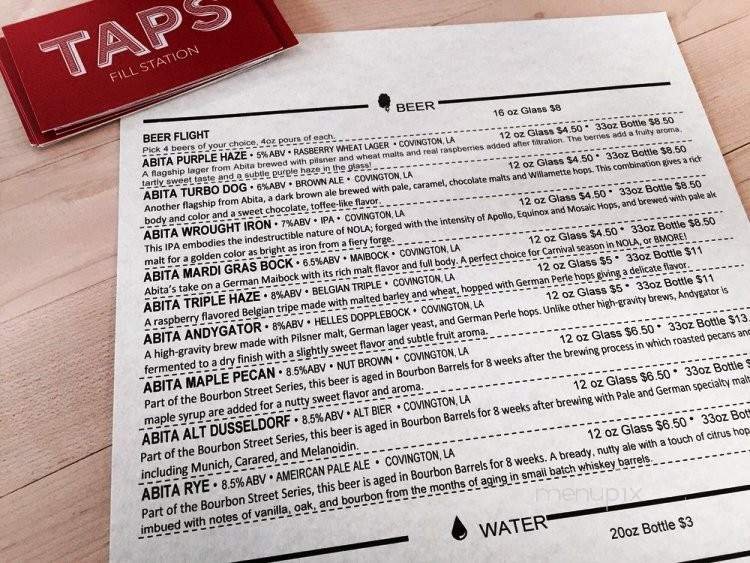 TAPS
FILL STATION
BEER
BEER FLIGHT 16 oz Glass $8
Pick 4 beers of your choice, 4oz pours of each.
ABITA PURPLE HAZE • 5%ABV • RASBERRY WHEAT LAGER • COVINGTON, LA 12 oz Glass $4.50 • 33oz Bottle $8.50
A flagship lager from Abita brewed with pilsner and wheat malts and real raspberries added after filtration. The berries add a fruity aroma,
tartly sweet taste and a subtle purple haze in the glass!
ABITA TURBO DOG • 6%ABV • BROWN ALE • COVINGTON, LA 12 oz Glass $4.50 • 33oz Bottle $8.50
Another flagship from Abita, a dark brown ale brewed with pale, caramel, chocolate malts and Willamette hops. This combination gives a rich
body and color and a sweet chocolate, toffee-like flavor.
ABITA WROUGHT IRON • 7%ABV • IPA • COVINGTON, LA 12 oz Glass $4.50 • 33oz Bottle $8.50
This IPA embodies the indestructible nature of NOLA; forged with the intensity of Apollo, Equinox and Mosaic Hops, and brewed with pale ale
malt for a golden color as bright as iron from a fiery forge.
ABITA MARDI GRAS BOCK • 6.5%ABV • MAIBOCK • COVINGTON, LA 12 oz Glass $4.50 • 33oz Bottle $8.50
Abita's take on a German Maibock with its rich malt flavor and full body. A perfect choice for Carnival season in NOLA, or BMORE!
ABITA TRIPLE HAZE • 8%ABV • BELGIAN TRIPLE • COVINGTON, LA 12 oz Glass $5 • 33oz Bottle $11
A raspberry flavored Belgian tripe made with malted barley and wheat, hopped with German Perle hops giving a delicate flavor.
ABITA ANDYGATOR • 8%ABV • HELLES DOPPLEBOCK • COVINGTON, LA 12 oz Glass $5 • 33oz Bottle $11
A high-gravity brew made with Pilsner malt, German lager yeast, and German Perle hops. Unlike other high-gravity brews, Andygator is
fermented to a dry finish with a slightly sweet flavor and subtle fruit aroma.
ABITA MAPLE PECAN • 8.5%ABV • NUT BROWN • COVINGTON, LA 12 oz Glass $6.50 • 33oz Bottle $13.
Part of the Bourbon Street Series, this beer is aged in Bourbon Barrels for 8 weeks after the brewing process in which roasted pecans and
maple syrup are added for a nutty sweet flavor and aroma.
ABITA ALT DUSSELDORF • 8.5%ABV • ALT BIER • COVINGTON, LA 12 oz Glass $6.50 • 33oz Bottle $
Part of the Bourbon Street Series, this beer is aged in Bourbon Barrels for 8 weeks after brewing with Pale and German specialty malt
including Munich, Carared, and Melanoidin.
ABITA RYE • 8.5%ABV • AMEIRCAN PALE ALE • COVINGTON, LA 12 oz Glass $6.50 • 33oz Bott
Part of the Bourbon Street Series, this beer is aged in Bourbon Barrels for 8 weeks. A bready, nutty ale with a touch of citrus hop
imbued with notes of vanilla, oak, and bourbon from the months of aging in small batch whiskey barrels.
menupix
WATER
20oz Bottle $3